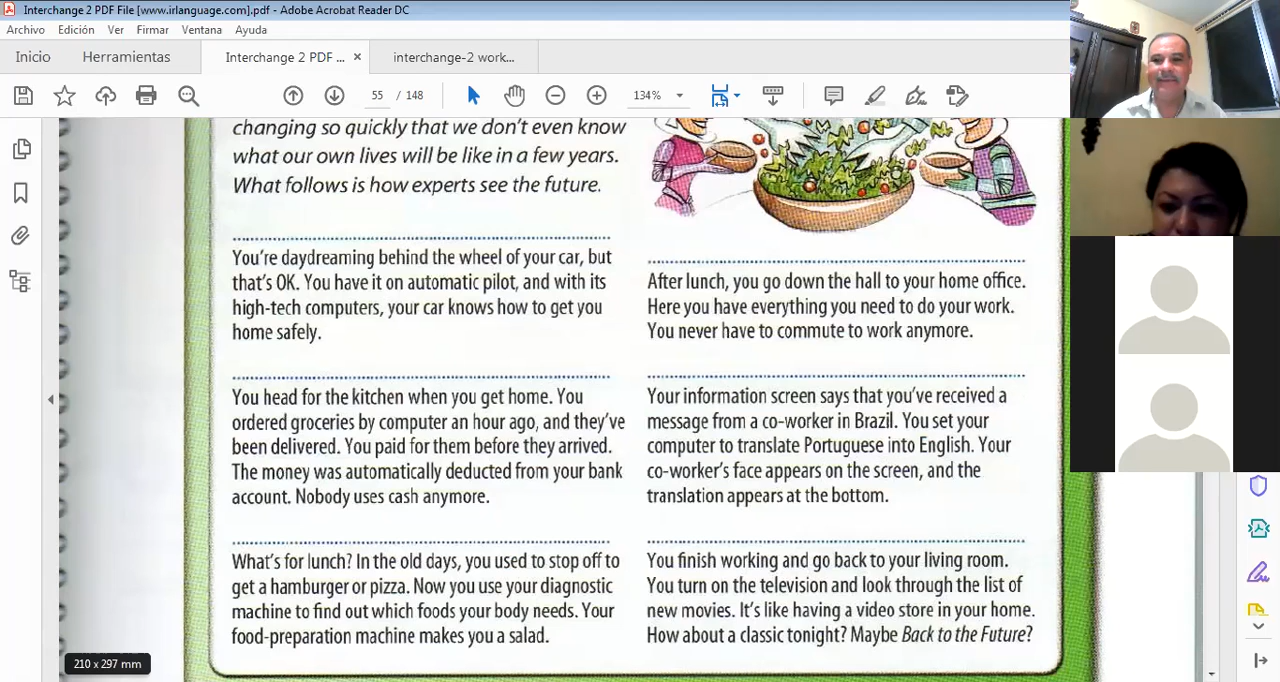 Interchange 2 PDF File [www.irlanguage.com].pdf - Adobe Acrobat Reader DC
Archivo Edición Ver Firmar Ventana Ayuda
Inicio Herramientas Interchange 2 PDF ... × interchange-2 work...
55 / 148 134%
changing so quickly that we don't even know
what our own lives will be like in a few years.
What follows is how experts see the future.
You're daydreaming behind the wheel of your car, but
that's OK. You have it on automatic pilot, and with its
high-tech computers, your car knows how to get you
home safely.
You head for the kitchen when you get home. You
ordered groceries by computer an hour ago, and they've
been delivered. You paid for them before they arrived.
The money was automatically deducted from your bank
account. Nobody uses cash anymore.
What's for lunch? In the old days, you used to stop off to
get a hamburger or pizza. Now you use your diagnostic
machine to find out which foods your body needs. Your
food-preparation machine makes you a salad.
After lunch, you go down the hall to your home office.
Here you have everything you need to do your work.
You never have to commute to work anymore.
Your information screen says that you've received a
message from a co-worker in Brazil. You set your
computer to translate Portuguese into English. Your
co-worker's face appears on the screen, and the
translation appears at the bottom.
You finish working and go back to your living room.
You turn on the television and look through the list of
new movies. It's like having a video store in your home.
How about a classic tonight? Maybe Back to the Future?
210 x 297 mm